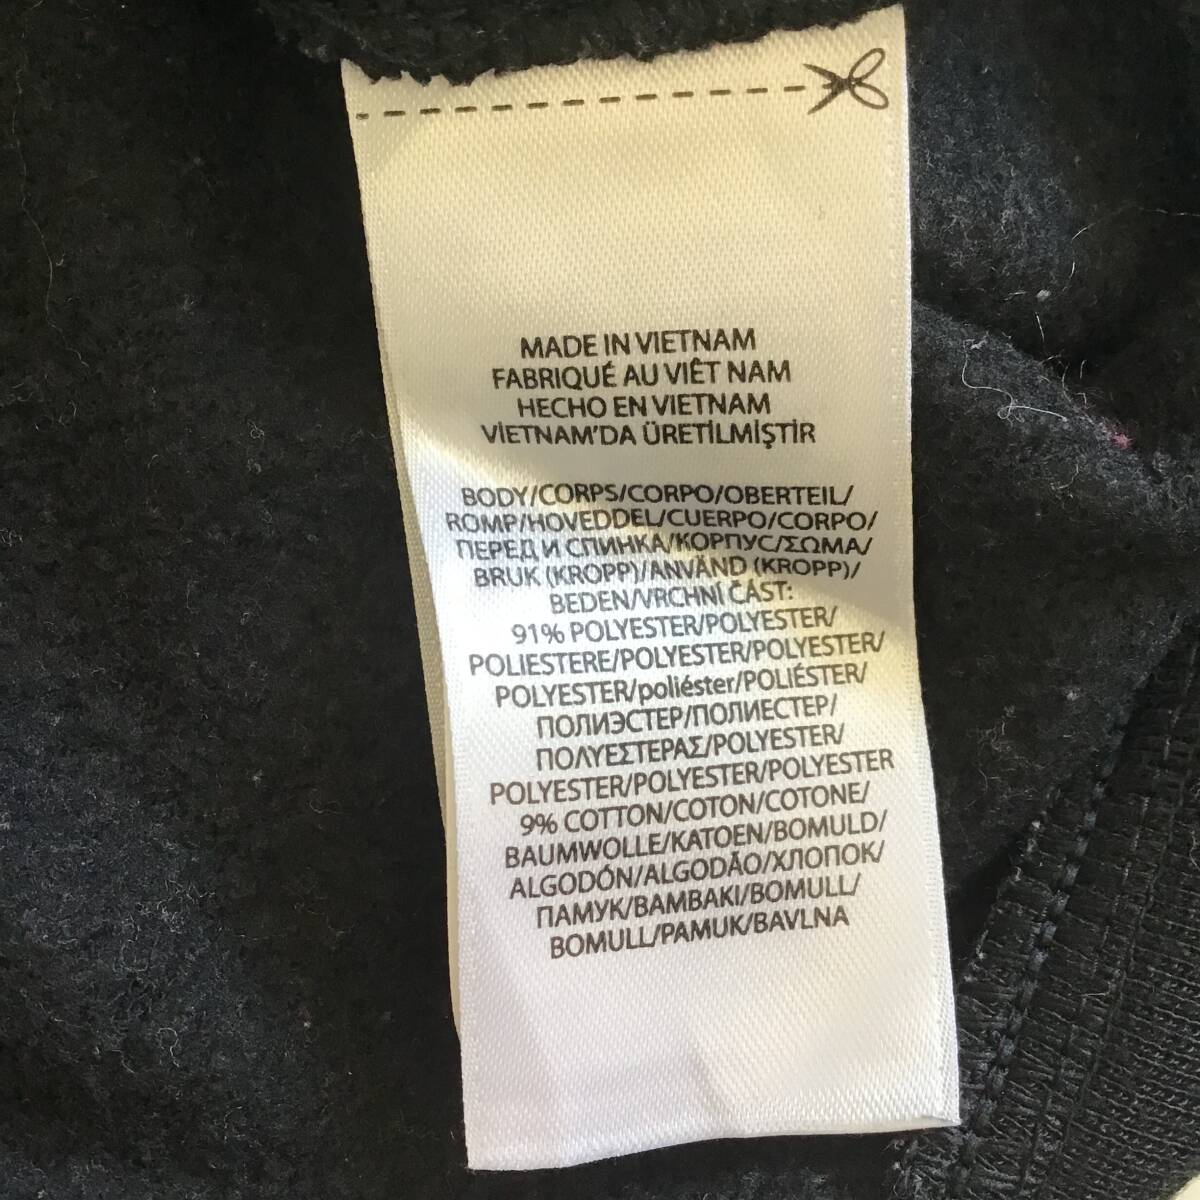 MADE IN VIETNAM
FABRIQUÉ AU VIÊT NAM
HECHO EN VIETNAM
VİETNAM'DA ÜRETİLMİŞTİR
BODY/CORPS/CORPO/OBERTEIL/
ROMP/HOVEDDEL/CUERPO/CORPO/
ПЕРЕД И СПИНКА/КОРПУС/ΣΩΜΑ/
BRUK (KROPP)/ANVÄND (KROPP)/
BEDEN/VRCHNÍ ČÁST:
91% POLYESTER/POLYESTER/
POLIESTERE/POLYESTER/POLYESTER/
POLYESTER/poliéster/POLIÉSTER/
ПОЛИЭСТЕР/ПОЛИЕСТЕР/
ΠΟΛΥΕΣΤΕΡΑΣ/POLYESTER/
POLYESTER/POLYESTER/POLYESTER
9% COTTON/COTON/COTONE/
BAUMWOLLE/KATOEN/BOMULD/
ALGODÓN/ALGODÃO/ХЛОПОК/
ПАМУК/ΒΑΜΒΑΚΙ/BOMULL/
BOMULL/PAMUK/BAVLNA